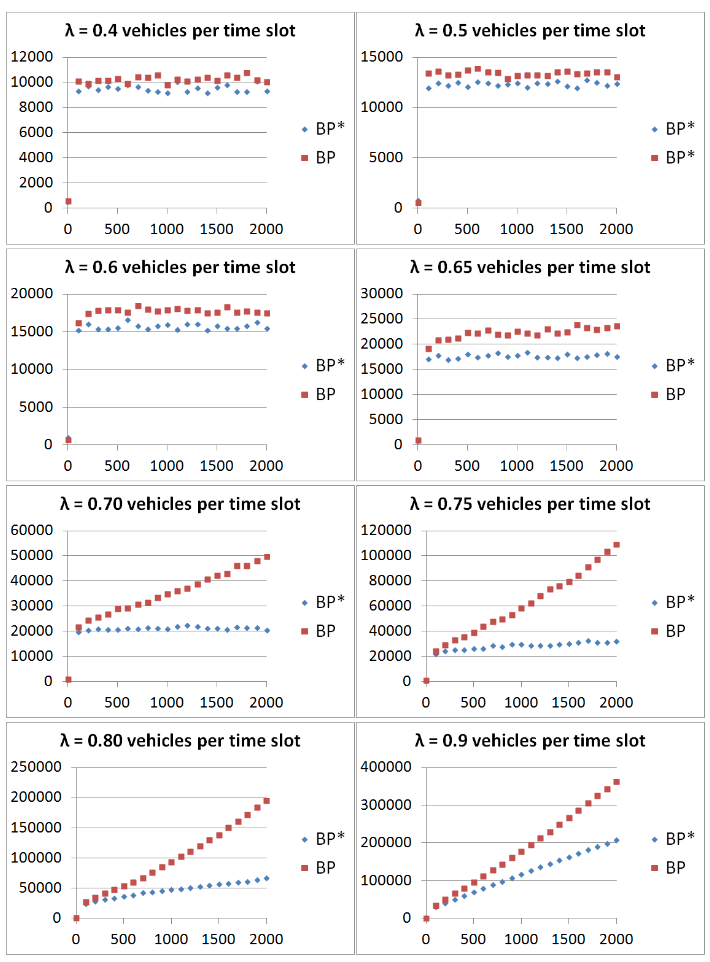 λ = 0.4 vehicles per time slot
12000
10000
8000
6000
4000
2000
0
0 500 1000 1500 2000
BP*
BP
λ = 0.5 vehicles per time slot
15000
10000
5000
0
0 500 1000 1500 2000
BP*
BP*
λ = 0.6 vehicles per time slot
20000
15000
10000
5000
0
0 500 1000 1500 2000
BP*
BP
λ = 0.65 vehicles per time slot
30000
25000
20000
15000
10000
5000
0
0 500 1000 1500 2000
BP*
BP
λ = 0.70 vehicles per time slot
60000
50000
40000
30000
20000
10000
0
0 500 1000 1500 2000
BP*
BP
λ = 0.75 vehicles per time slot
120000
100000
80000
60000
40000
20000
0
0 500 1000 1500 2000
BP*
BP
λ = 0.80 vehicles per time slot
250000
200000
150000
100000
50000
0
0 500 1000 1500 2000
BP*
BP
λ = 0.9 vehicles per time slot
400000
300000
200000
100000
0
0 500 1000 1500 2000
BP*
BP